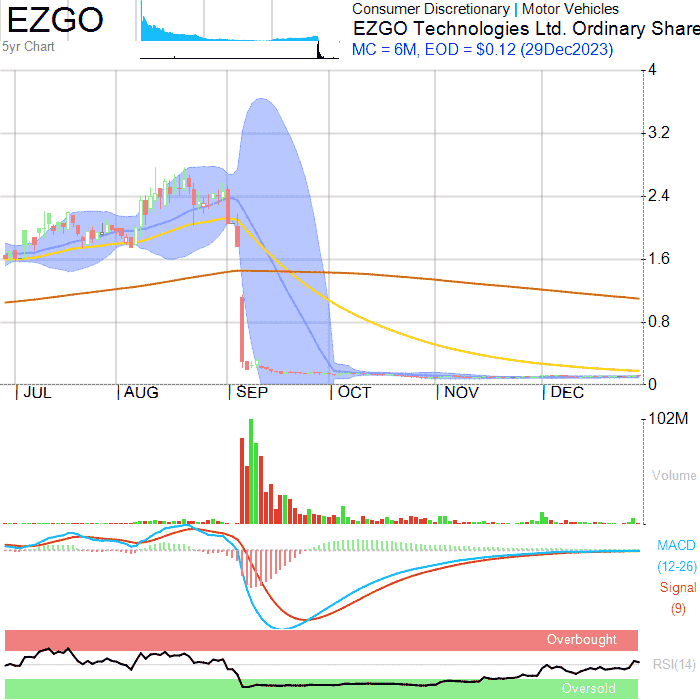 EZGO
5yr Chart
Consumer Discretionary | Motor Vehicles
EZGO Technologies Ltd. Ordinary Share
MC = 6M, EOD = $0.12 (29Dec2023)
4
3.2
2.4
1.6
0.8
0
JUL
AUG
SEP
OCT
NOV
DEC
102M
Volume
MACD
(12-26)
Signal
(9)
Overbought
RSI(14)
Oversold